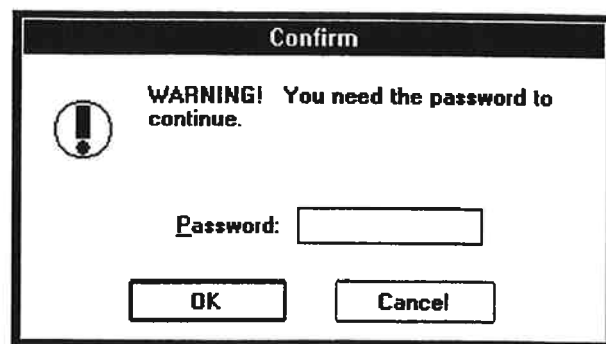 Confirm
WARNING! You need the password to
continue.
Password:
OK
Cancel